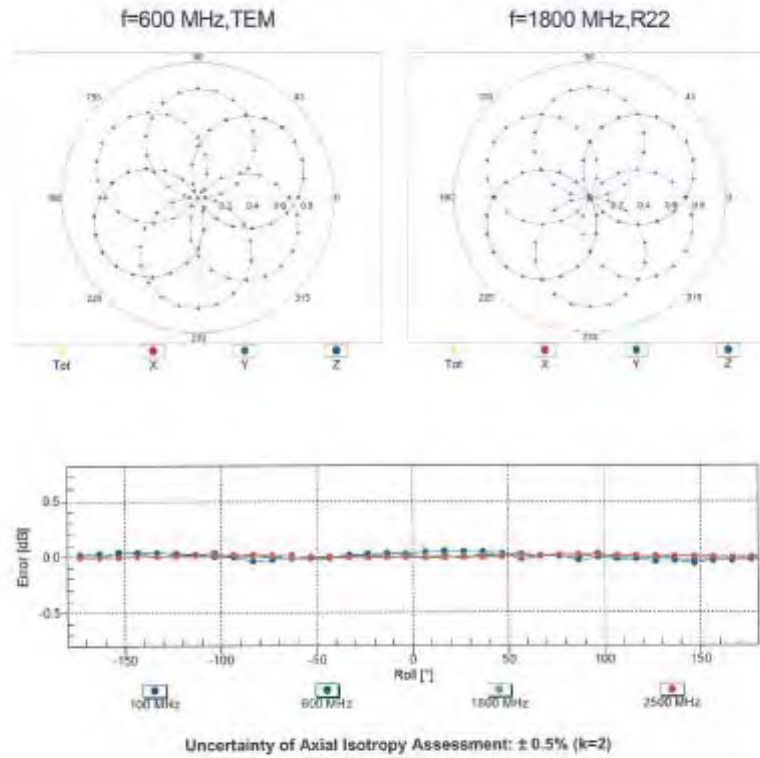 f=600 MHz,TEM
f=1800 MHz,R22
90
90
135
45
135
45
180
0.2 0.4 0.6 0.8
0
180
0.2 0.4 0.6 0.8
0
225
315
225
315
270
270
Tot X Y Z
Tot X Y Z
0.5
0.0
-0.5
Error [dB]
-150 -100 -50 0 50 100 150
Roll [°]
100 MHz 600 MHz 1800 MHz 2500 MHz
Uncertainty of Axial Isotropy Assessment: ± 0.5% (k=2)